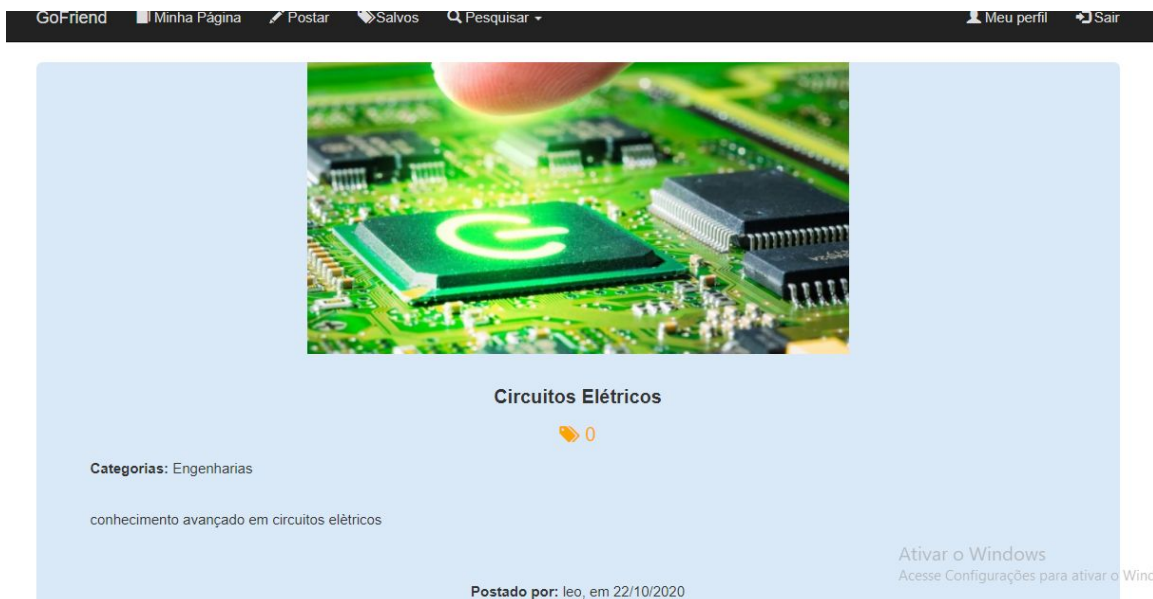 GoFriend Minha Página Postar Salvos Pesquisar Meu perfil Sair
Circuitos Elétricos
0
Categorias: Engenharias
conhecimento avançado em circuitos elètricos
Ativar o Windows
Acesse Configurações para ativar o Wind
Postado por: leo, em 22/10/2020